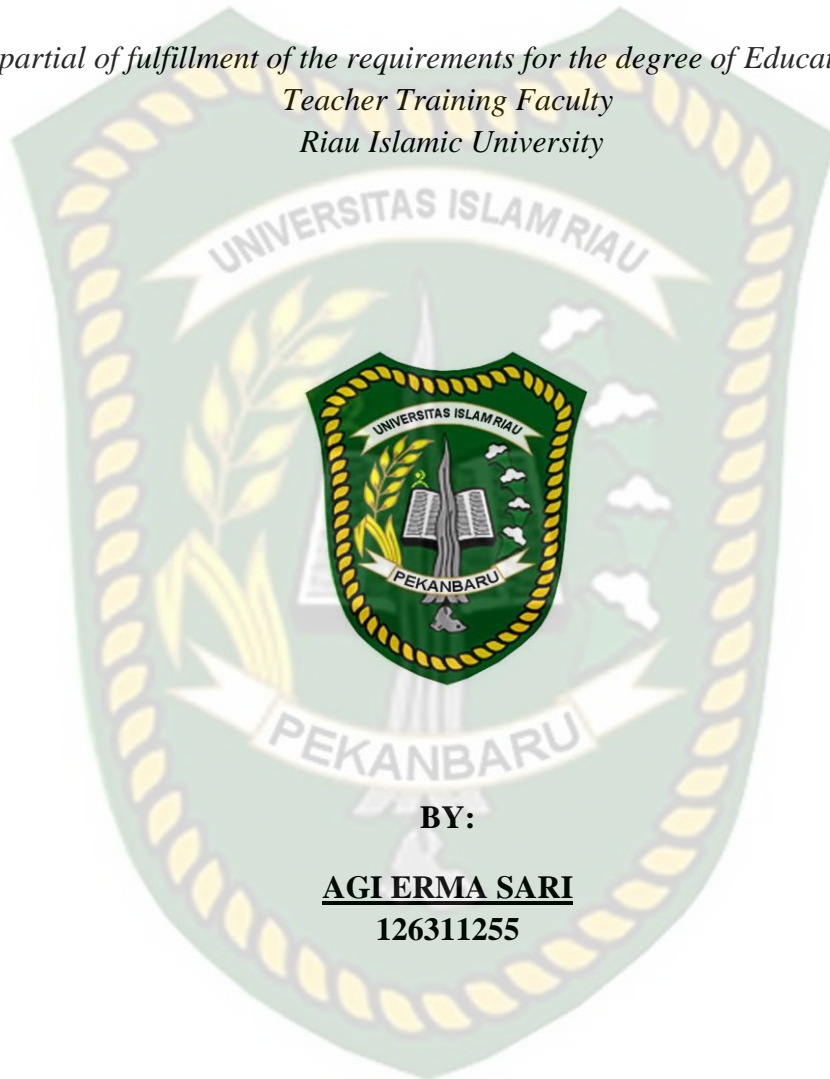 partial of fulfillment of the requirements for the degree of Educat
Teacher Training Faculty
Riau Islamic University
UNIVERSITAS ISLAM RIAU
UNIVERSITAS ISLAM RIAU
PEKANBARU
PEKANBARU
BY:
AGI ERMA SARI
126311255